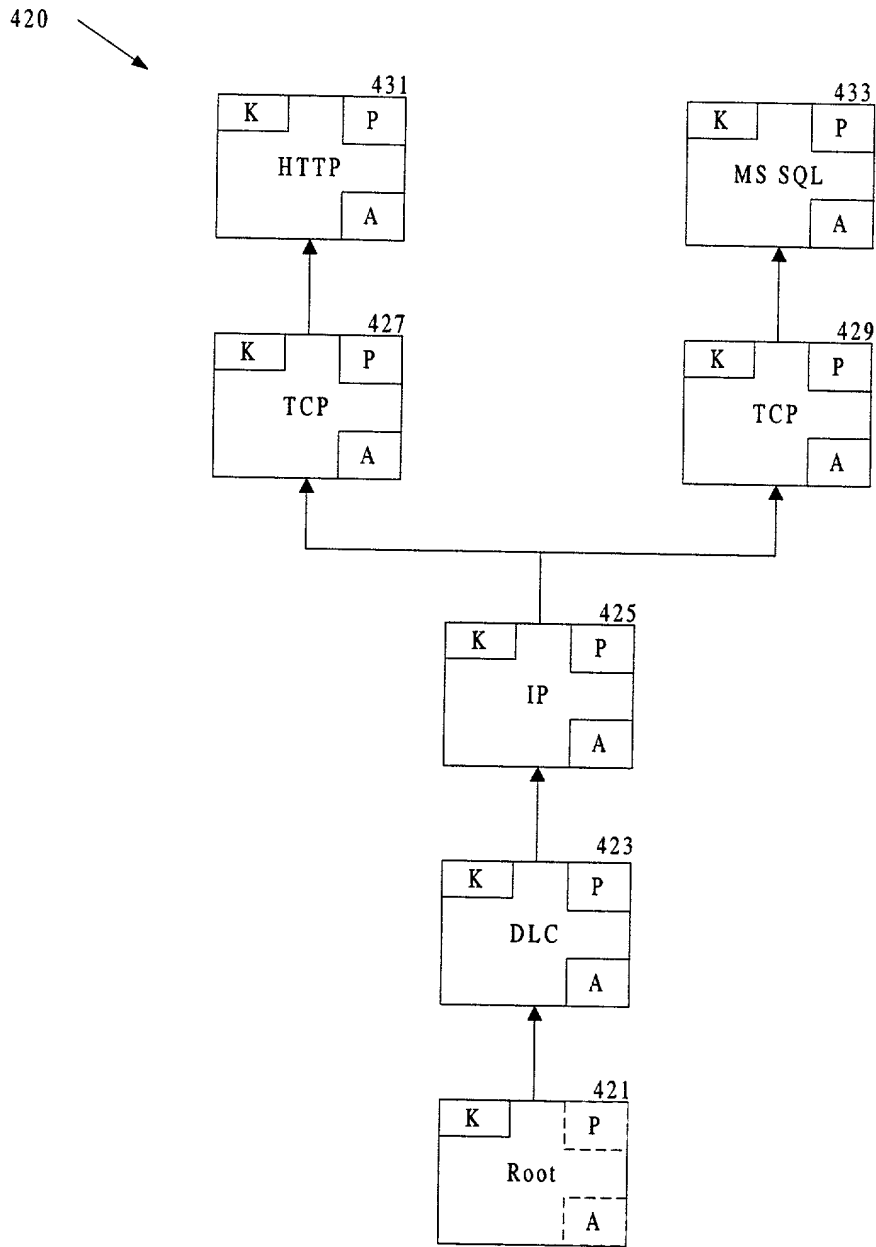 420
431
433
K P
K P
HTTP
MS SQL
A
A
427
429
K P
K P
TCP
TCP
A
A
425
K P
IP
A
423
K P
DLC
A
421
K P
Root
A